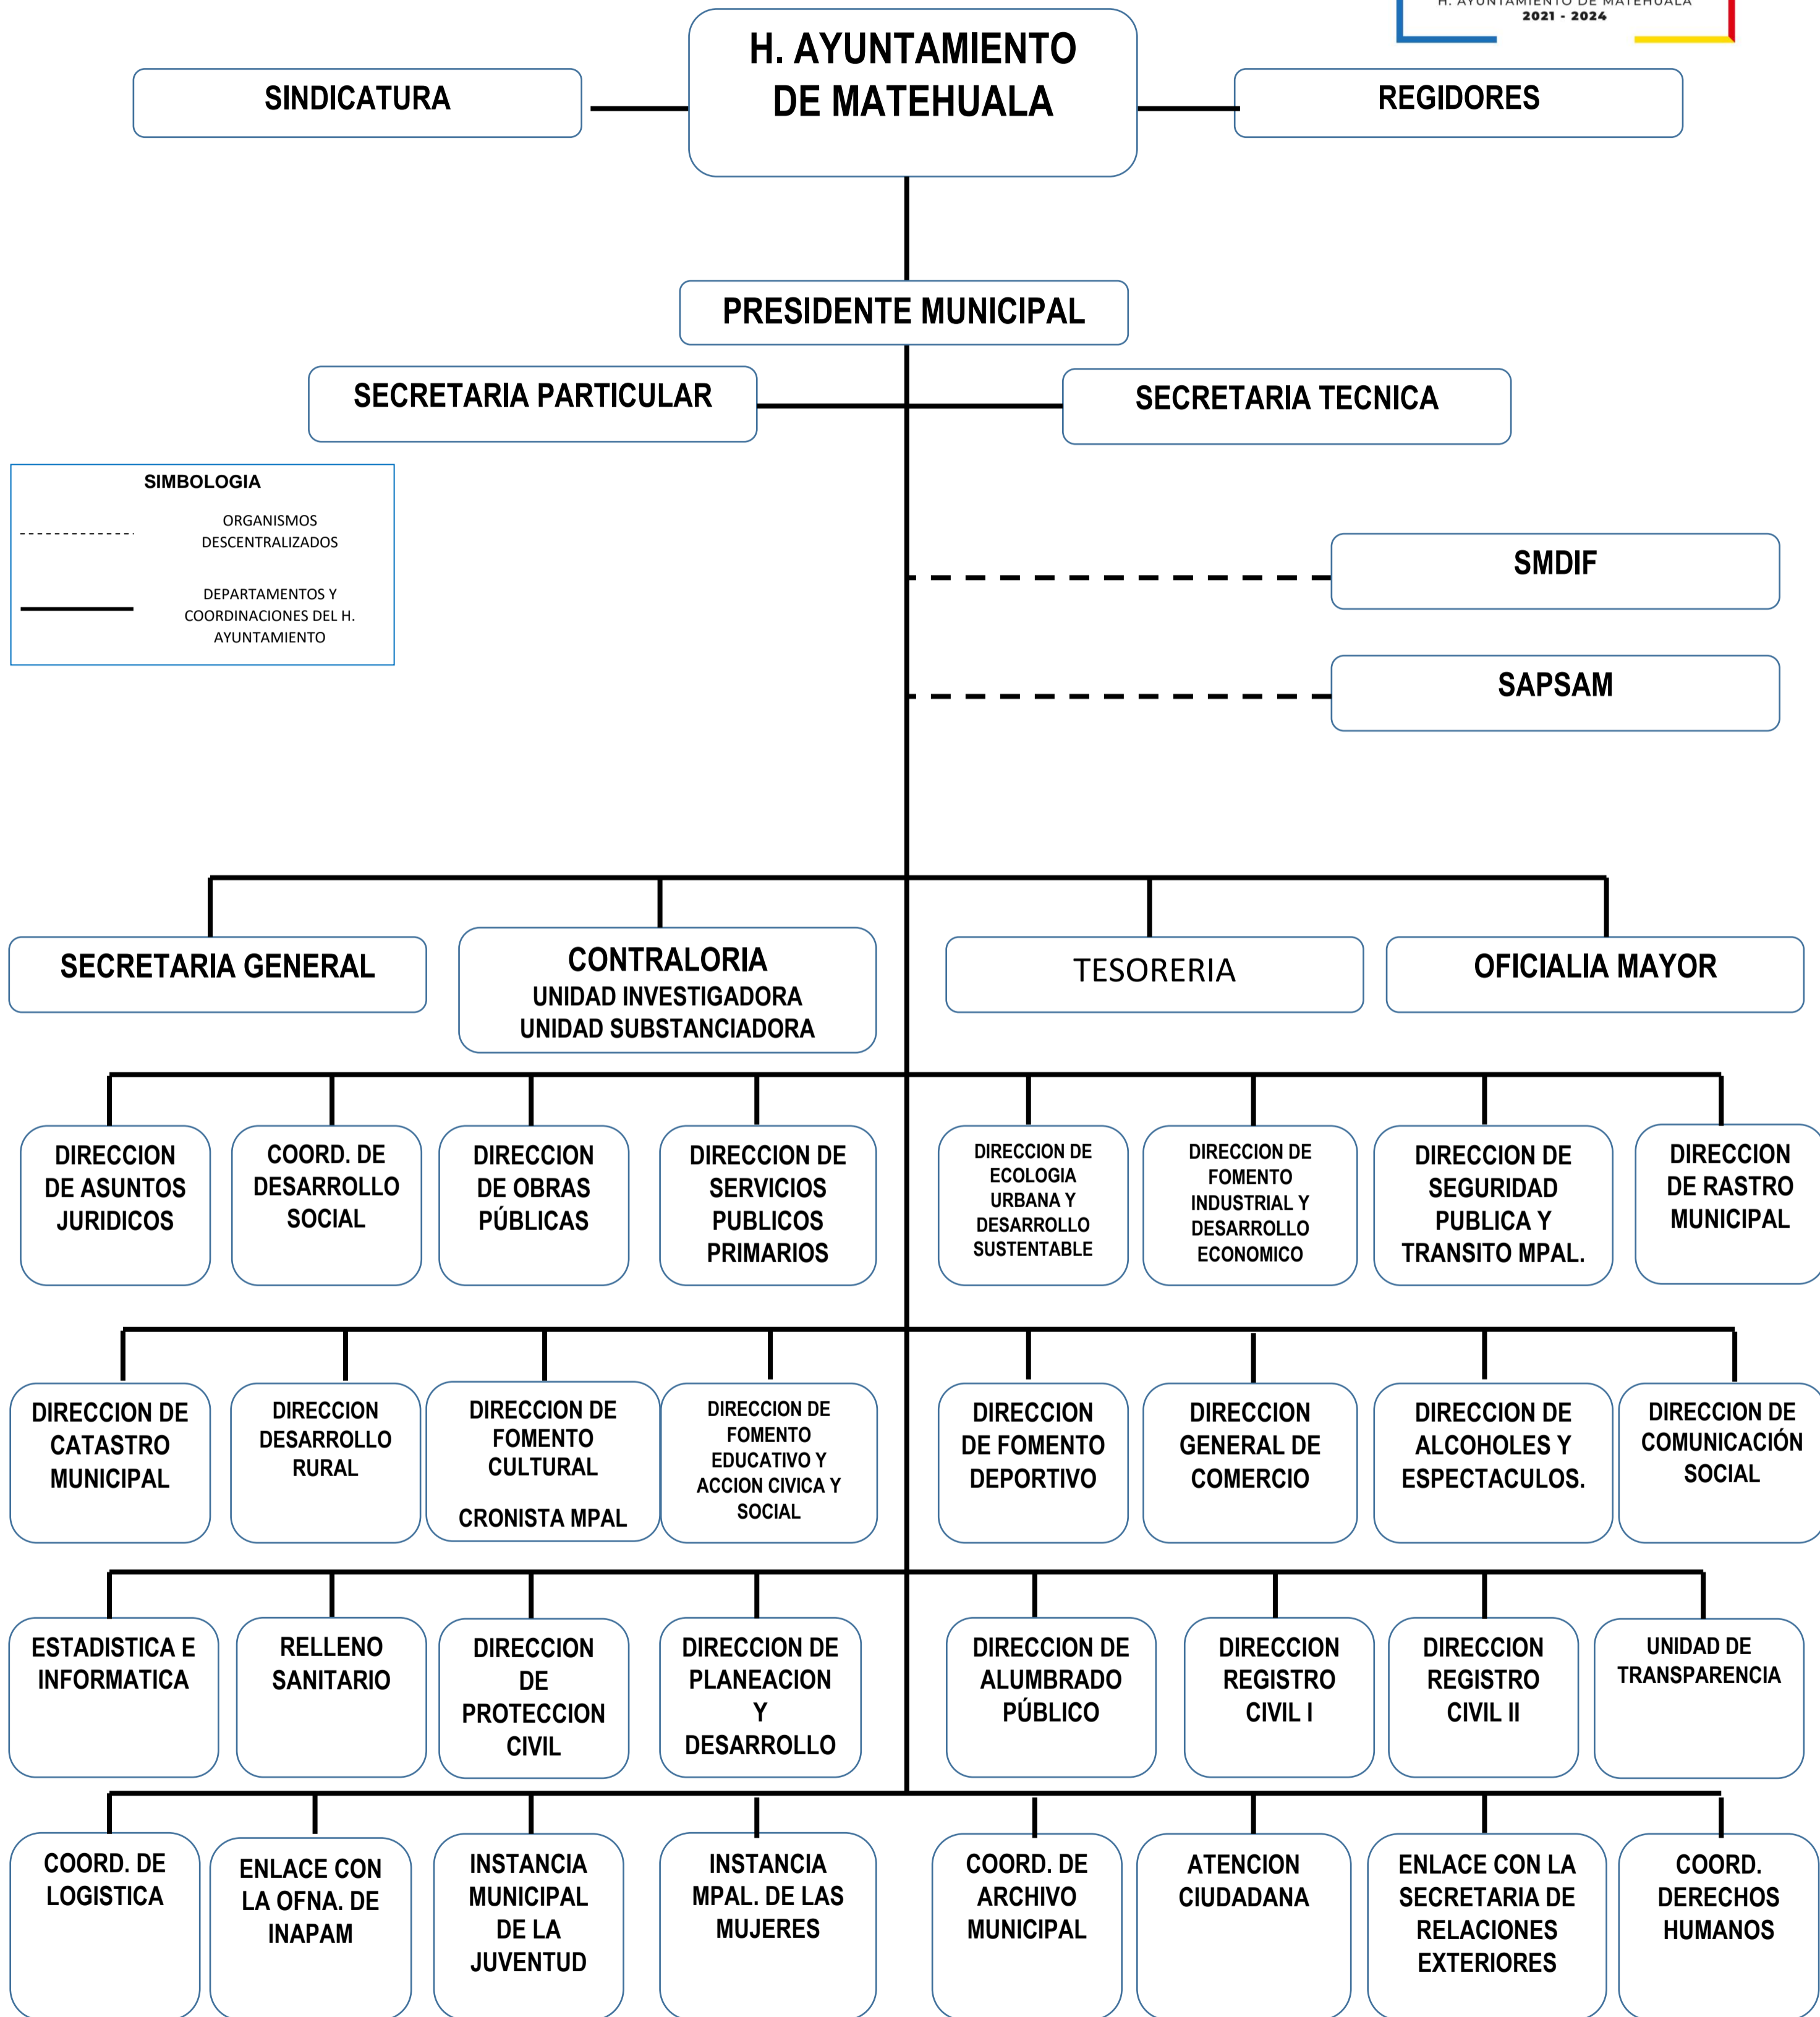 H. AYUNTAMIENTO DE MATEHUALA
2021 - 2024
H. AYUNTAMIENTO
DE MATEHUALA
SINDICATURA
REGIDORES
PRESIDENTE MUNICIPAL
SECRETARIA PARTICULAR
SECRETARIA TECNICA
SIMBOLOGIA
ORGANISMOS
DESCENTRALIZADOS
DEPARTAMENTOS Y
COORDINACIONES DEL H.
AYUNTAMIENTO
SMDIF
SAPSAM
SECRETARIA GENERAL
CONTRALORIA
UNIDAD INVESTIGADORA
UNIDAD SUBSTANCIADORA
TESORERIA
OFICIALIA MAYOR
DIRECCION
DE ASUNTOS
JURIDICOS
COORD. DE
DESARROLLO
SOCIAL
DIRECCION
DE OBRAS
PÚBLICAS
DIRECCION DE
SERVICIOS
PUBLICOS
PRIMARIOS
DIRECCION DE
ECOLOGIA
URBANA Y
DESARROLLO
SUSTENTABLE
DIRECCION DE
FOMENTO
INDUSTRIAL Y
DESARROLLO
ECONOMICO
DIRECCION DE
SEGURIDAD
PUBLICA Y
TRANSITO MPAL.
DIRECCION
DE RASTRO
MUNICIPAL
DIRECCION DE
CATASTRO
MUNICIPAL
DIRECCION
DESARROLLO
RURAL
DIRECCION DE
FOMENTO
CULTURAL
CRONISTA MPAL
DIRECCION DE
FOMENTO
EDUCATIVO Y
ACCION CIVICA Y
SOCIAL
DIRECCION
DE FOMENTO
DEPORTIVO
DIRECCION
GENERAL DE
COMERCIO
DIRECCION DE
ALCOHOLES Y
ESPECTACULOS.
DIRECCION DE
COMUNICACIÓN
SOCIAL
ESTADISTICA E
INFORMATICA
RELLENO
SANITARIO
DIRECCION
DE
PROTECCION
CIVIL
DIRECCION DE
PLANEACION
Y
DESARROLLO
DIRECCION DE
ALUMBRADO
PÚBLICO
DIRECCION
REGISTRO
CIVIL I
DIRECCION
REGISTRO
CIVIL II
UNIDAD DE
TRANSPARENCIA
COORD. DE
LOGISTICA
ENLACE CON
LA OFNA. DE
INAPAM
INSTANCIA
MUNICIPAL
DE LA
JUVENTUD
INSTANCIA
MPAL. DE LAS
MUJERES
COORD. DE
ARCHIVO
MUNICIPAL
ATENCION
CIUDADANA
ENLACE CON LA
SECRETARIA DE
RELACIONES
EXTERIORES
COORD.
DERECHOS
HUMANOS